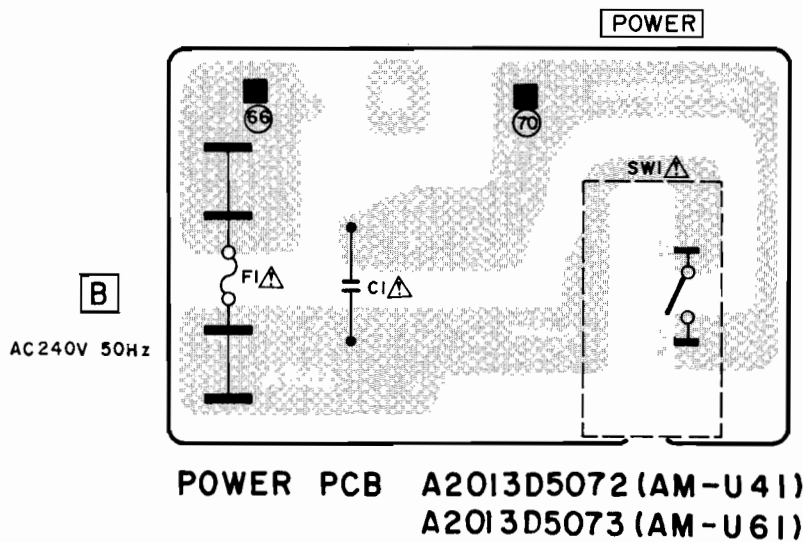 POWER
66
70
SW1⚠
F1⚠
C1⚠
B
AC240V 50Hz
POWER PCB A2013D5072(AM-U41)
A2013D5073(AM-U61)